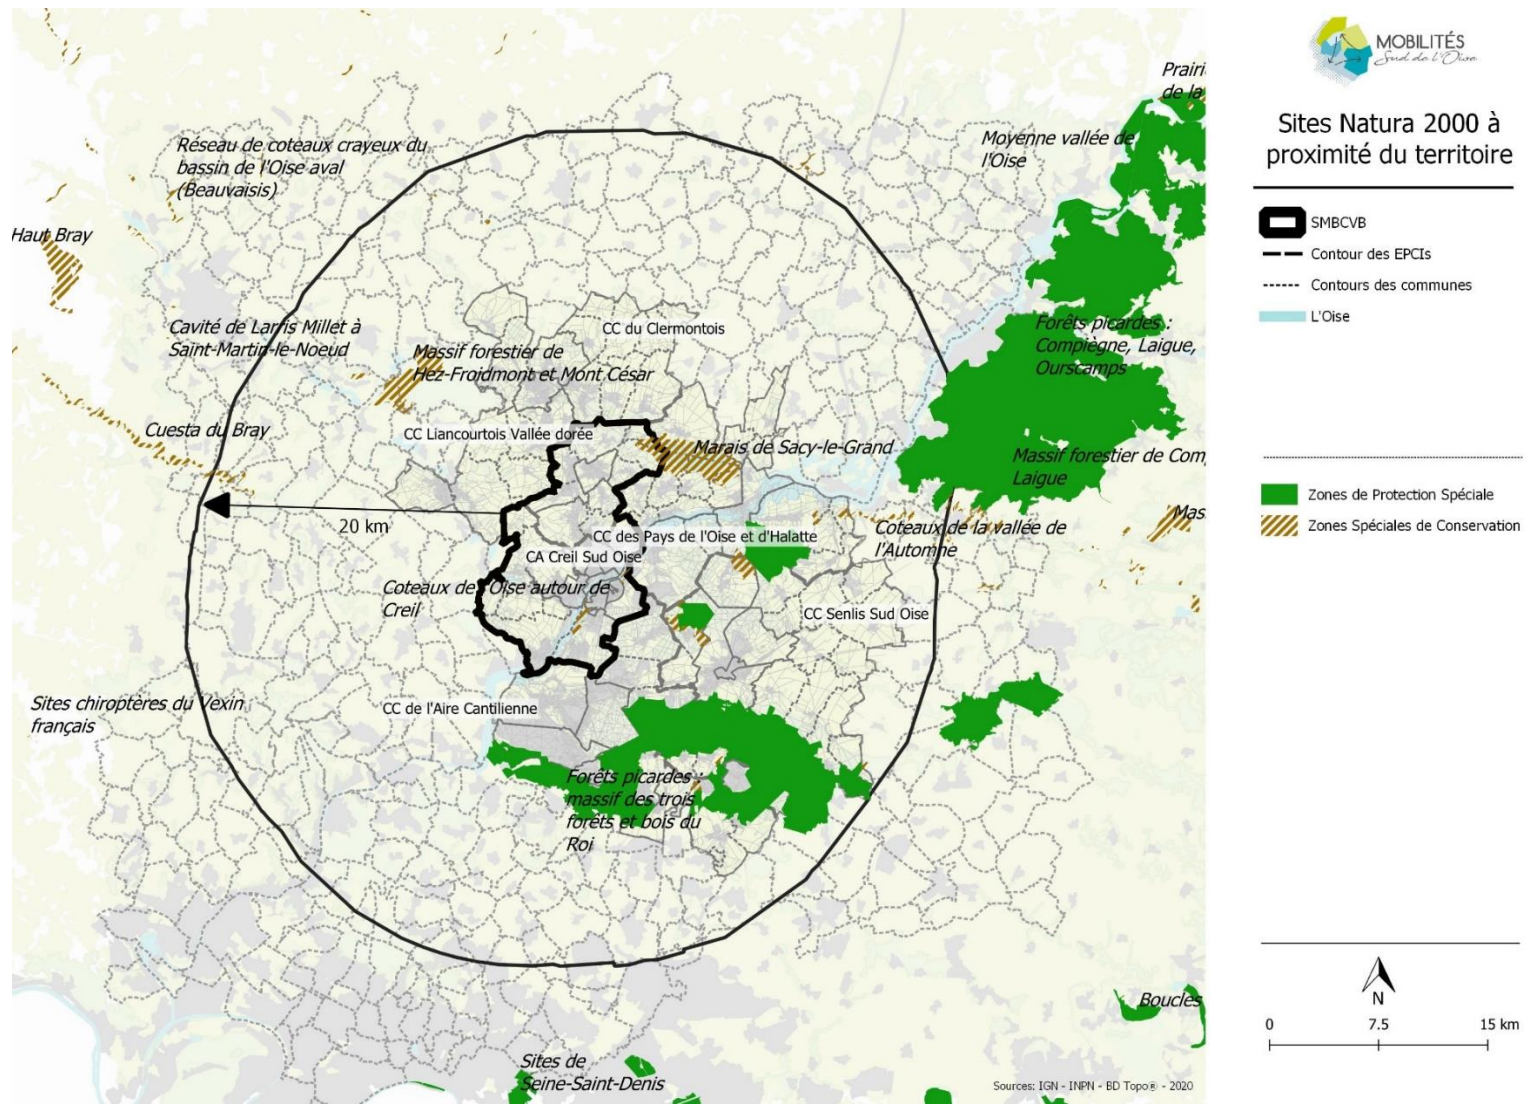 Prairi
de la
Moyenne vallée de
l'Oise
Réseau de coteaux crayeux du
bassin de l'Oise aval
(Beauvaisis)
Haut Bray
Cavité de Larris Millet à
Saint-Martin-le-Noeud
CC du Clermontois
Massif forestier de
Hez-Froidmont et Mont César
Forêts picardes :
Compiègne, Laigue,
Ourscamps
Cuesta du Bray
CC Liancourtois Vallée dorée
Marais de Sacy-le-Grand
Massif forestier de Com
Laigue
20 km
CC des Pays de l'Oise et d'Halatte
Coteaux de la vallée de
l'Automne
Mas
CA Creil Sud Oise
Coteaux de l'Oise autour de
Creil
CC Senlis Sud Oise
Sites chiroptères du Vexin
français
CC de l'Aire Cantilienne
Forêts picardes :
massif des trois
forêts et bois du
Roi
Boucles
Sites de
Seine-Saint-Denis
Sources: IGN - INPN - BD Topo® - 2020
MOBILITÉS
Sud de l'Oise
Sites Natura 2000 à
proximité du territoire
SMBCVB
Contour des EPCIs
Contours des communes
L'Oise
Zones de Protection Spéciale
Zones Spéciales de Conservation
N
0 7.5 15 km